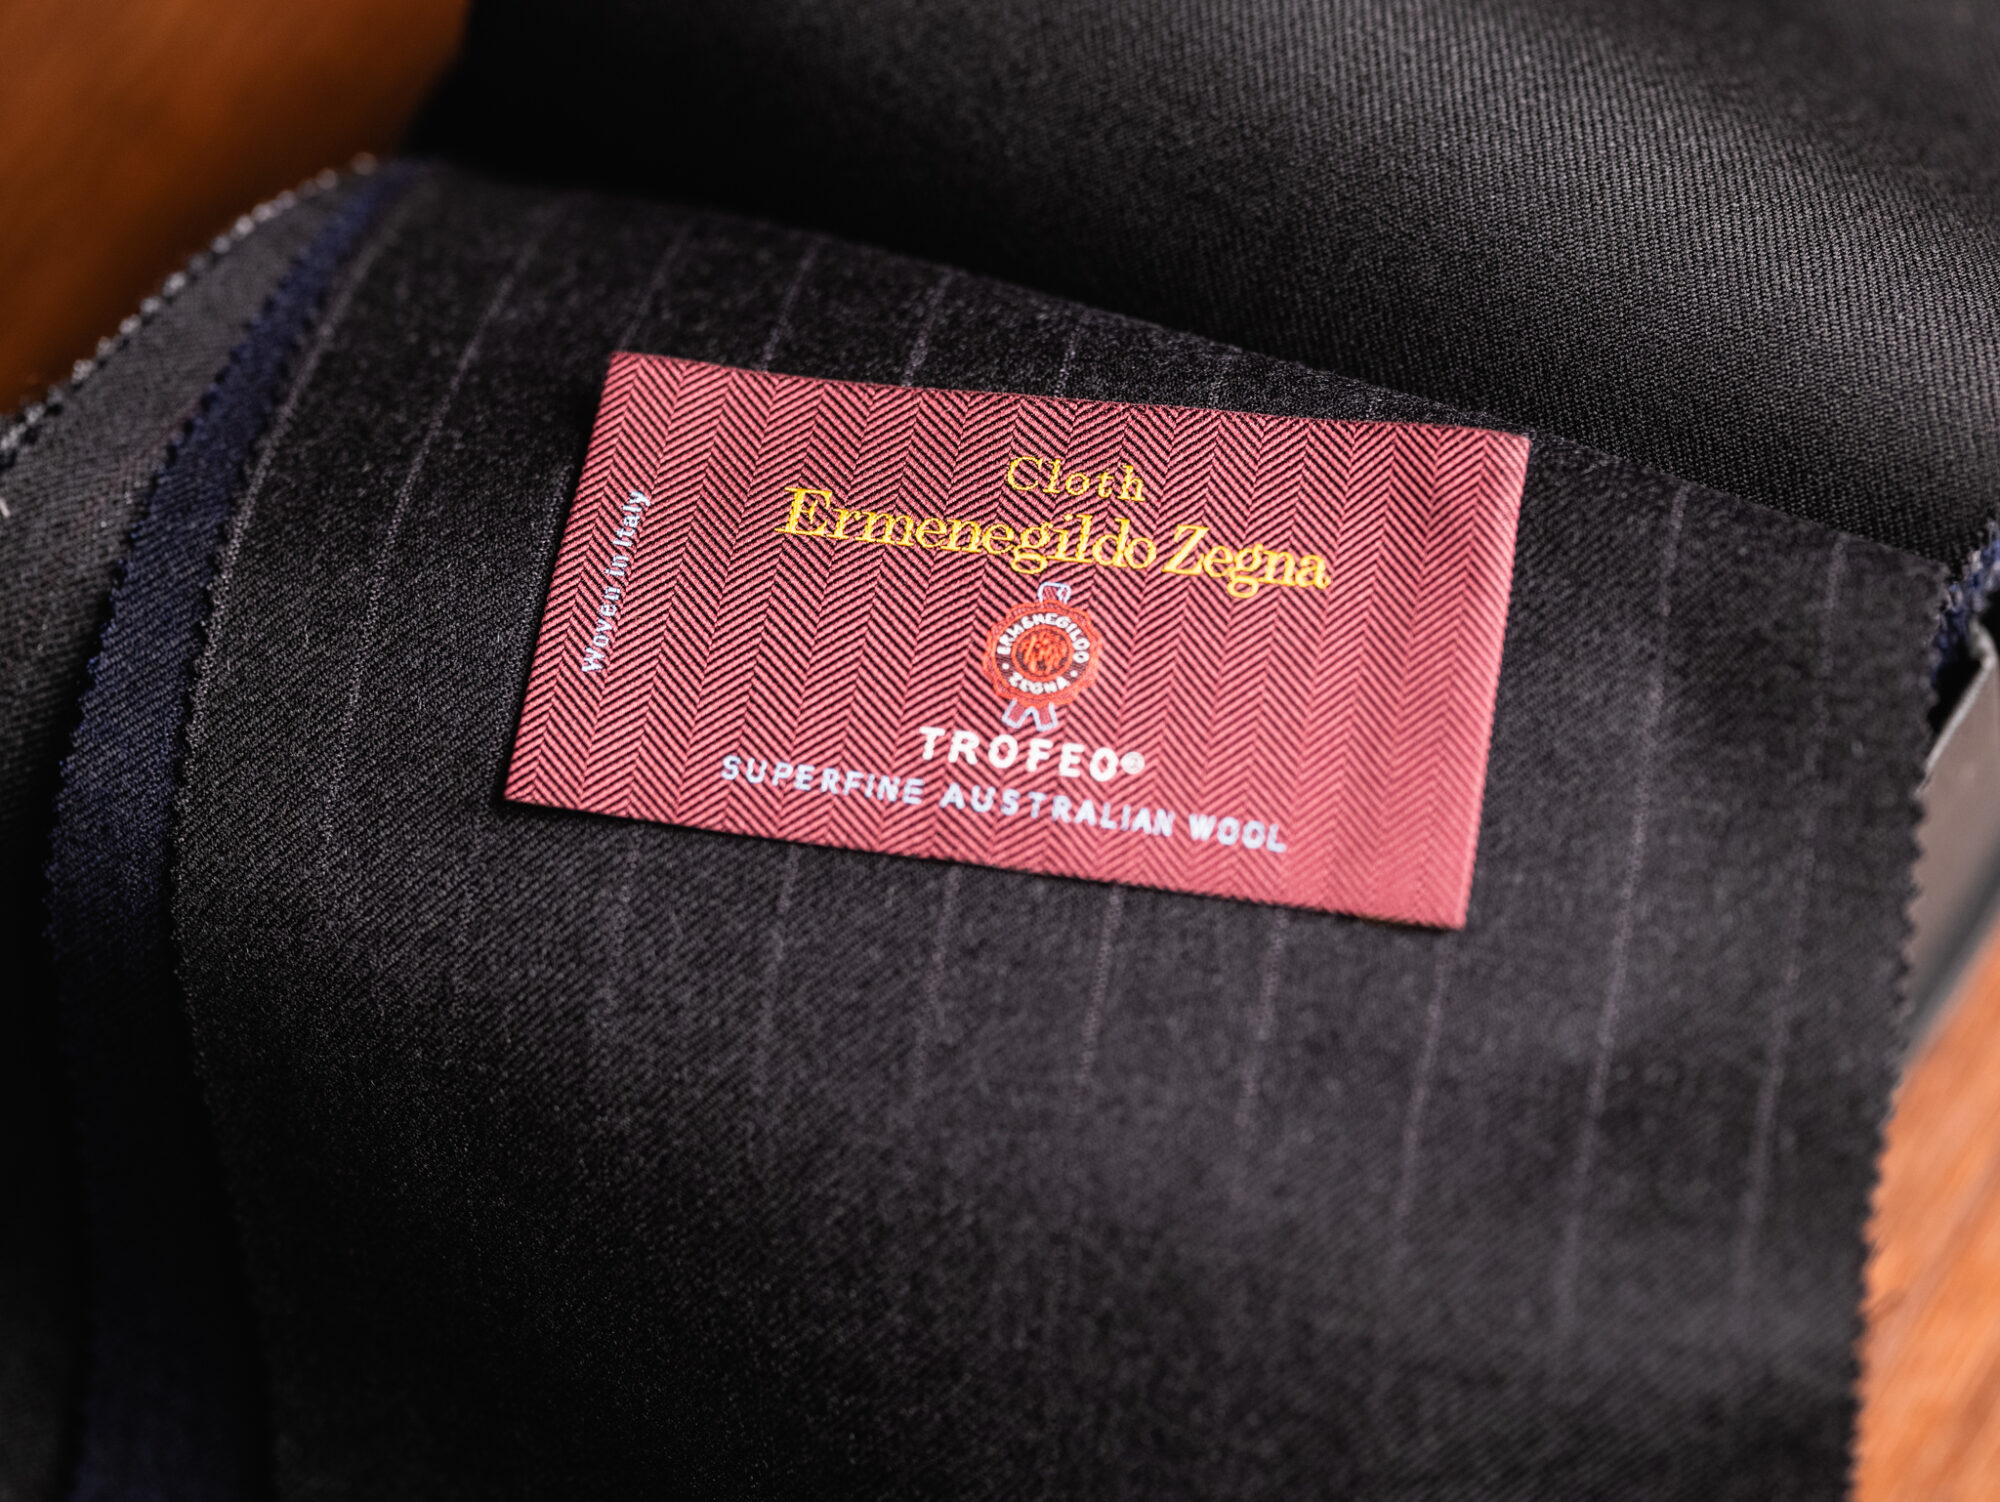 Cloth
Ermenegildo Zegna
ERMENEGILDO
ZEGNA
TROFEO®
SUPERFINE AUSTRALIAN WOOL
Woven in Italy